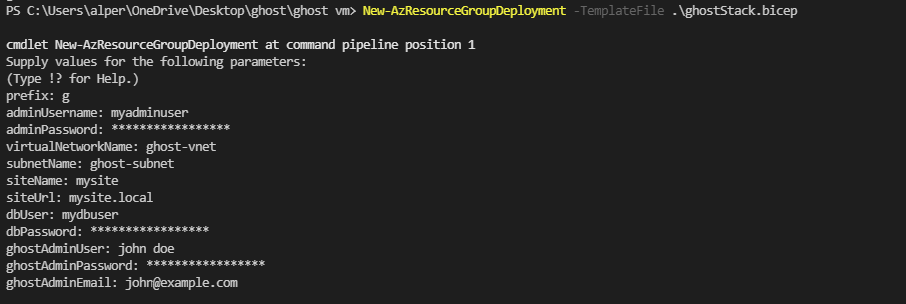 PS C:\Users\alper\OneDrive\Desktop\ghost\ghost vm> New-AzResourceGroupDeployment -TemplateFile .\ghostStack.bicep
cmdlet New-AzResourceGroupDeployment at command pipeline position 1
Supply values for the following parameters:
(Type !? for Help.)
prefix: g
adminUsername: myadminuser
adminPassword: *****************
virtualNetworkName: ghost-vnet
subnetName: ghost-subnet
siteName: mysite
siteUrl: mysite.local
dbUser: mydbuser
dbPassword: *****************
ghostAdminUser: john doe
ghostAdminPassword: *****************
ghostAdminEmail: john@example.com